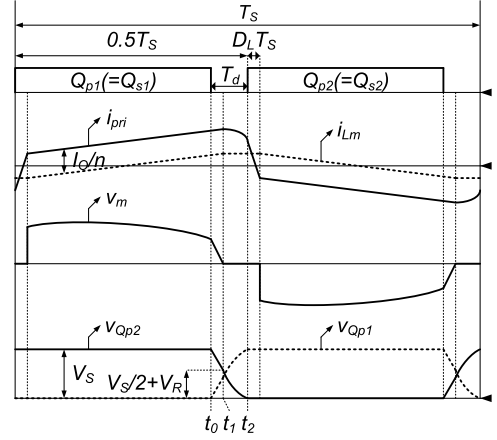 T_S
0.5T_S D_LT_S
Q_p1(=Q_s1) T_d Q_p2(=Q_s2)
i_pri i_Lm
I_O/n
v_m
v_Qp2 v_Qp1
V_S V_S/2+V_R
t_0 t_1 t_2